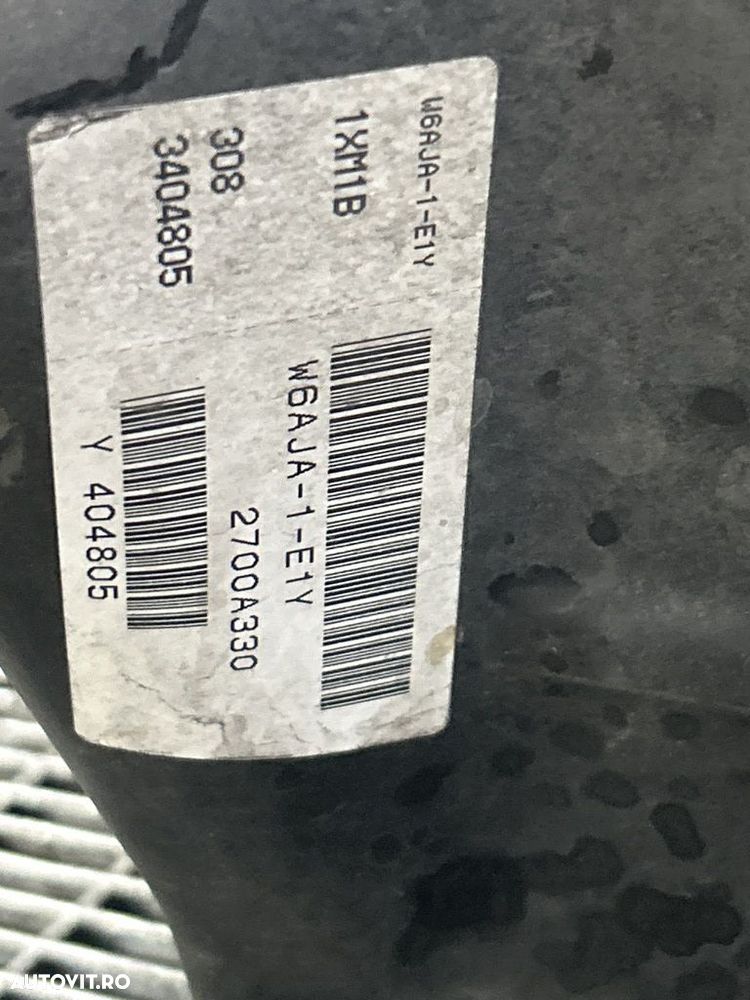 W6AJA-1-E1Y
1XM1B
308
3404805
W6AJA-1-E1Y
2700A330
Y 404805
AUTOVIT.RO